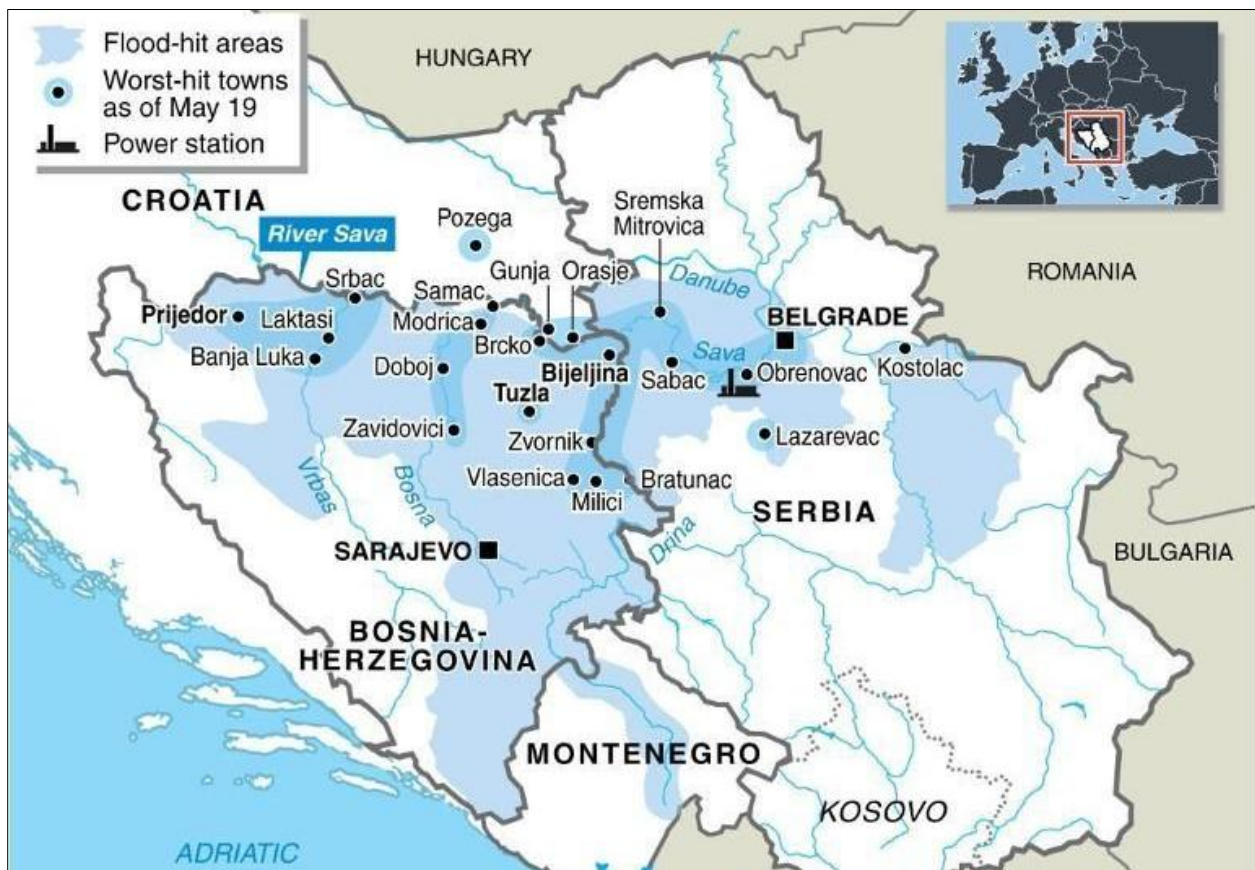 Flood-hit areas
Worst-hit towns
as of May 19
Power station
HUNGARY
CROATIA
River Sava
Pozega
Sremska
Mitrovica
ROMANIA
Srbac
Samac
Gunja
Orasje
Danube
Prijedor
Laktasi
Modrica
BELGRADE
Banja Luka
Brcko
Doboj
Bijeljina
Sava
Sabac
Obrenovac
Kostolac
Tuzla
Zavidovici
Zvornik
Lazarevac
Vrbas
Bosna
Vlasenica
Milici
Bratunac
SERBIA
Drina
SARAJEVO
BULGARIA
BOSNIA-
HERZEGOVINA
MONTENEGRO
KOSOVO
ADRIATIC